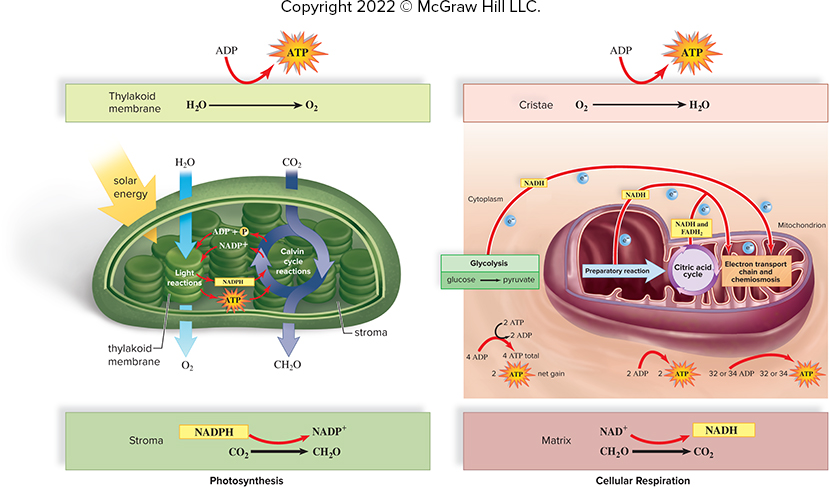 Copyright 2022 © McGraw Hill LLC.
ADP
ATP
Thylakoid
membrane
H₂O → O₂
solar
energy
H₂O
CO₂
ADP + P
NADP+
Calvin
cycle
reactions
Light
reactions
NADPH
ATP
stroma
thylakoid
membrane
O₂
CH₂O
Stroma
NADPH
NADP⁺
CO₂ → CH₂O
Photosynthesis
ADP
ATP
Cristae
O₂ → H₂O
NADH
Cytoplasm
NADH
NADH and
FADH₂
Mitochondrion
Glycolysis
glucose → pyruvate
Preparatory reaction
Citric acid
cycle
Electron transport
chain and
chemiosmosis
e⁻
e⁻
e⁻
e⁻
e⁻
e⁻
2 ATP
2 ADP
4 ADP
4 ATP total
2 ATP net gain
2 ADP
2 ATP
32 or 34 ADP
32 or 34 ATP
Matrix
NAD⁺
NADH
CH₂O → CO₂
Cellular Respiration